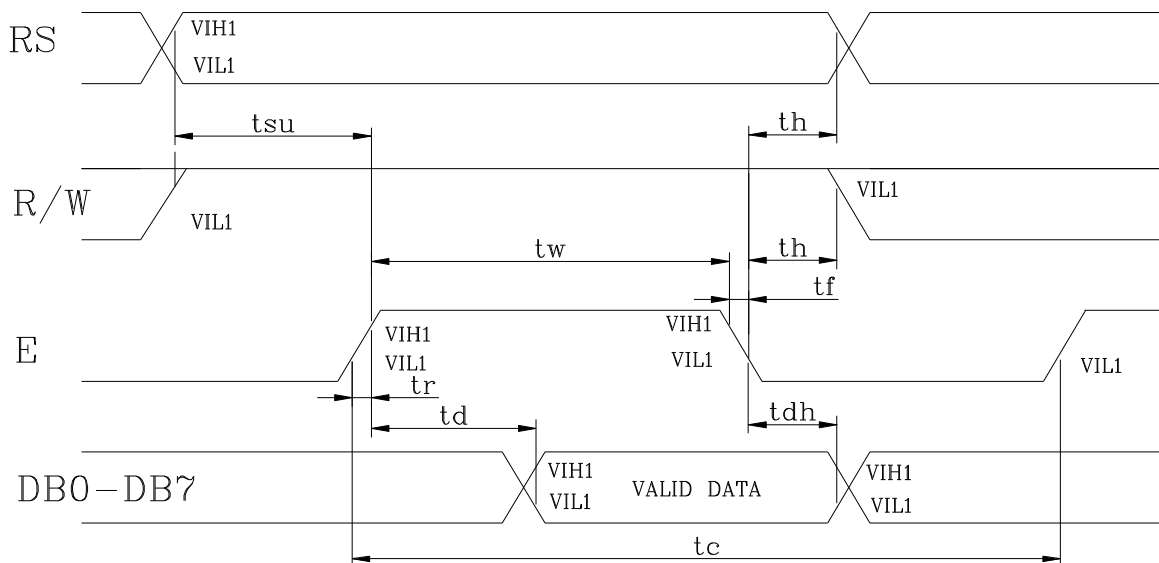 RS
VIH1
VIL1
tsu
th
R/W
VIL1
VIL1
tw
th
tf
E
VIH1
VIL1
VIH1
VIL1
VIL1
tr
td
tdh
DB0-DB7
VIH1
VIL1
VALID DATA
VIH1
VIL1
tc